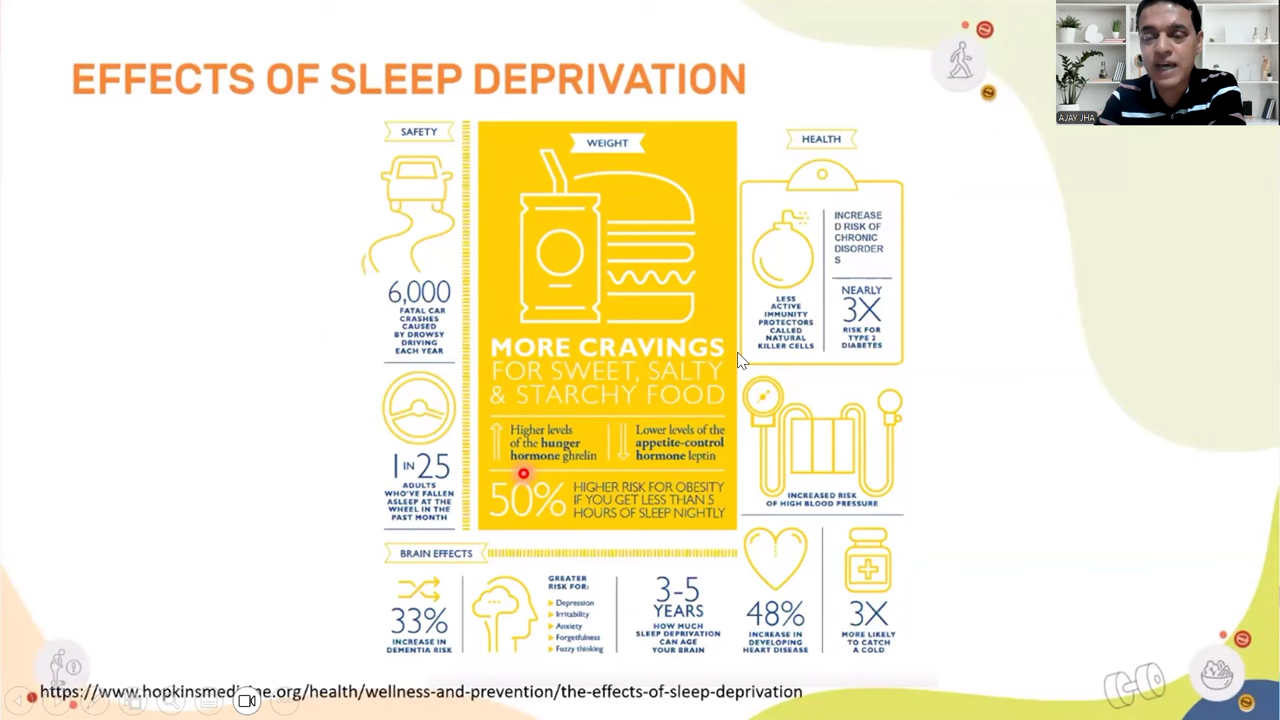 EFFECTS OF SLEEP DEPRIVATION
AJAY JHA
SAFETY
6,000
FATAL CAR
CRASHES
CAUSED
BY DROWSY
DRIVING
EACH YEAR
1 IN 25
ADULTS
WHO'VE FALLEN
ASLEEP AT THE
WHEEL IN THE
PAST MONTH
WEIGHT
MORE CRAVINGS
FOR SWEET, SALTY
& STARCHY FOOD
Higher levels
of the hunger
hormone ghrelin
Lower levels of the
appetite-control
hormone leptin
50%
HIGHER RISK FOR OBESITY
IF YOU GET LESS THAN 5
HOURS OF SLEEP NIGHTLY
HEALTH
LESS
ACTIVE
IMMUNITY
PROTECTORS
CALLED
NATURAL
KILLER CELLS
INCREASE
D RISK OF
CHRONIC
DISORDER
S
NEARLY
3X
RISK FOR
TYPE 2
DIABETES
INCREASED RISK
OF HIGH BLOOD PRESSURE
48%
INCREASE IN
DEVELOPING
HEART DISEASE
3X
MORE LIKELY
TO CATCH
A COLD
BRAIN EFFECTS
33%
INCREASE IN
DEMENTIA RISK
GREATER
RISK FOR:
Depression
Irritability
Anxiety
Forgetfulness
Fuzzy thinking
3-5
YEARS
HOW MUCH
SLEEP DEPRIVATION
CAN AGE
YOUR BRAIN
https://www.hopkinsmedicine.org/health/wellness-and-prevention/the-effects-of-sleep-deprivation